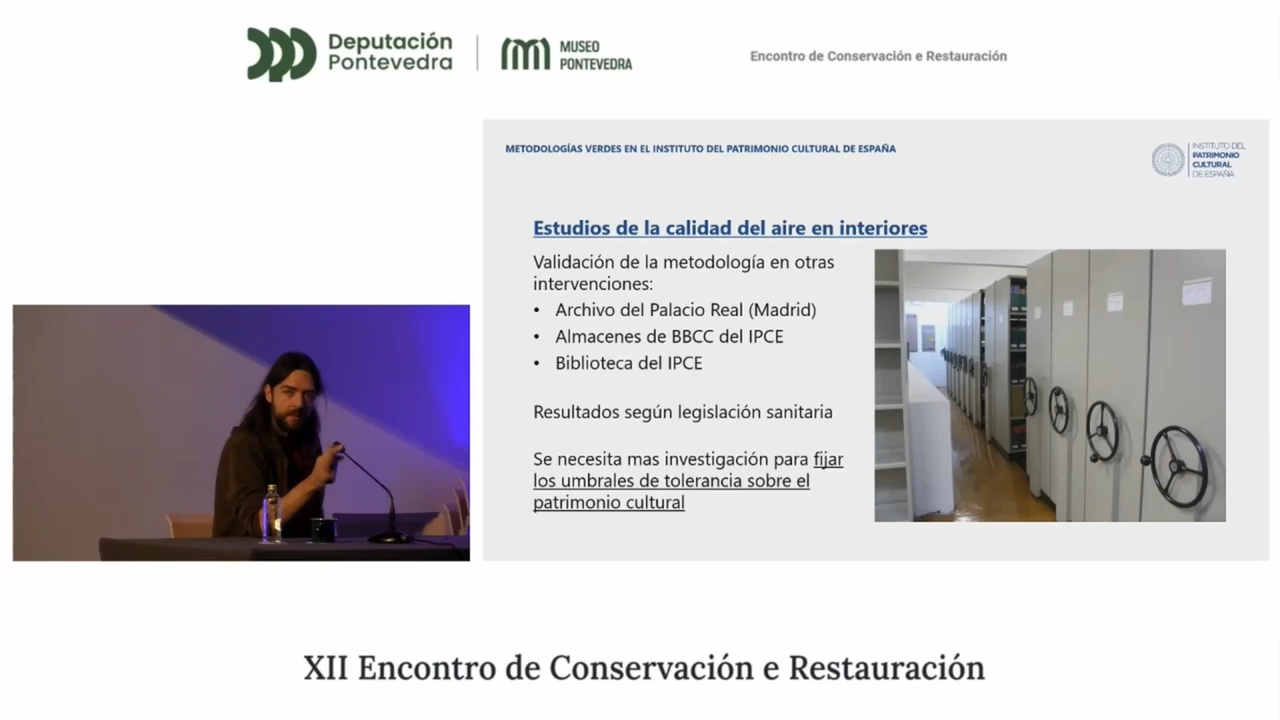 Deputación
Pontevedra
MUSEO
PONTEVEDRA
Encontro de Conservación e Restauración
METODOLOGÍAS VERDES EN EL INSTITUTO DEL PATRIMONIO CULTURAL DE ESPAÑA
INSTITUTO DEL
PATRIMONIO
CULTURAL
DE ESPAÑA
Estudios de la calidad del aire en interiores
Validación de la metodología en otras
intervenciones:
• Archivo del Palacio Real (Madrid)
• Almacenes de BBCC del IPCE
• Biblioteca del IPCE
Resultados según legislación sanitaria
Se necesita mas investigación para fijar
los umbrales de tolerancia sobre el
patrimonio cultural
XII Encontro de Conservación e Restauración